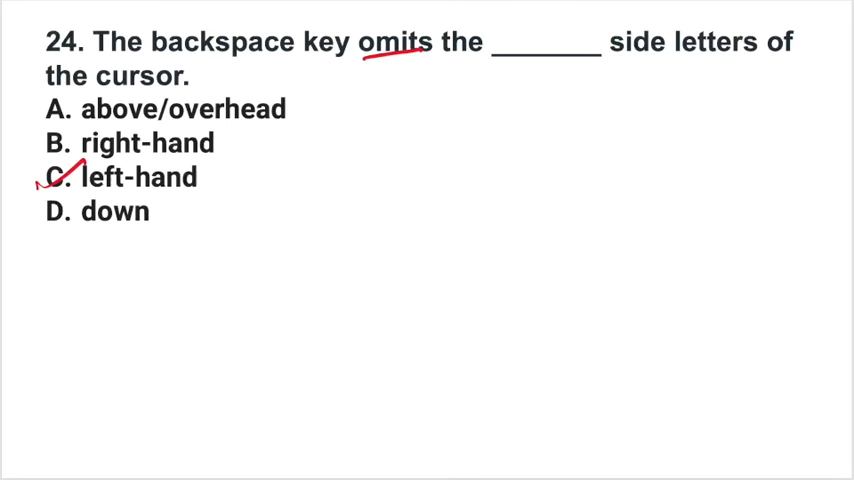 24. The backspace key omits the ________ side letters of
the cursor.
A. above/overhead
B. right-hand
C. left-hand
D. down